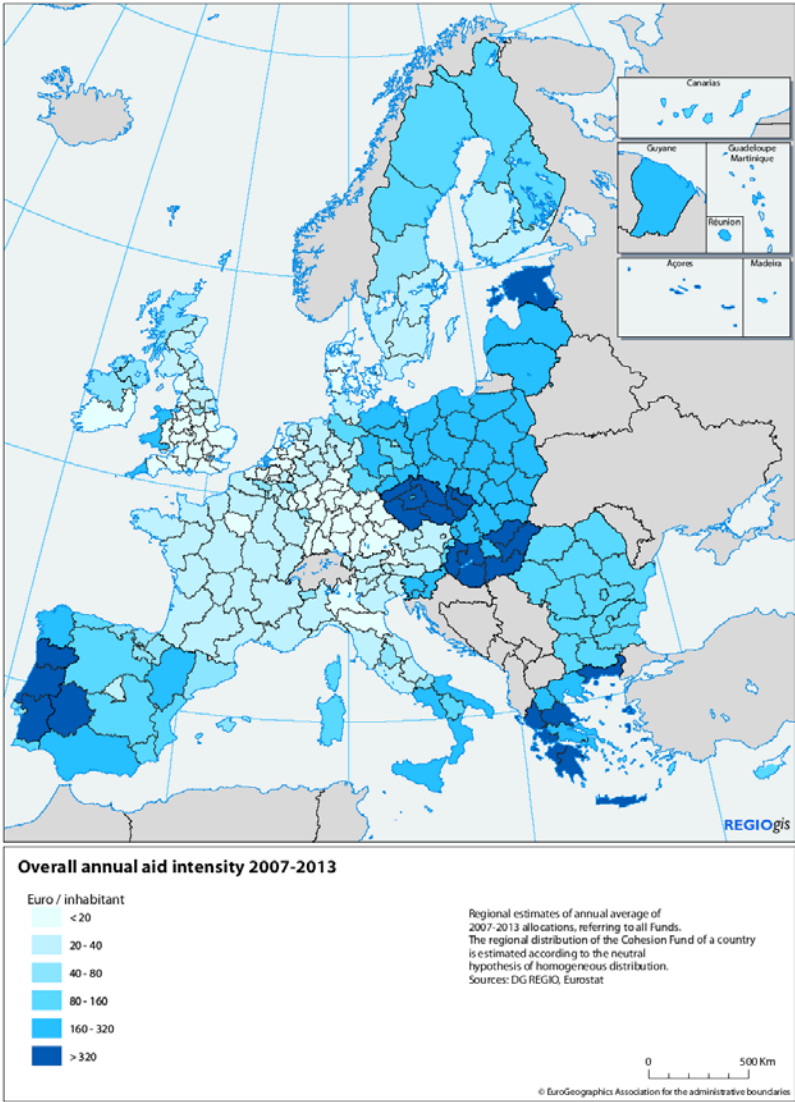 Canarias
Guyane
Guadeloupe
Martinique
Réunion
Açores
Madeira
REGIOgis
Overall annual aid intensity 2007-2013
Euro / inhabitant
< 20
20 - 40
40 - 80
80 - 160
160 - 320
> 320
Regional estimates of annual average of
2007-2013 allocations, referring to all Funds.
The regional distribution of the Cohesion Fund of a country
is estimated according to the neutral
hypothesis of homogeneous distribution.
Sources: DG REGIO, Eurostat
0 500 Km
© EuroGeographics Association for the administrative boundaries